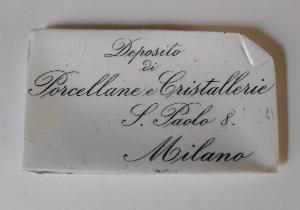 Deposito
di
Porcellane e Cristallerie
S. Paolo 8.
Milano